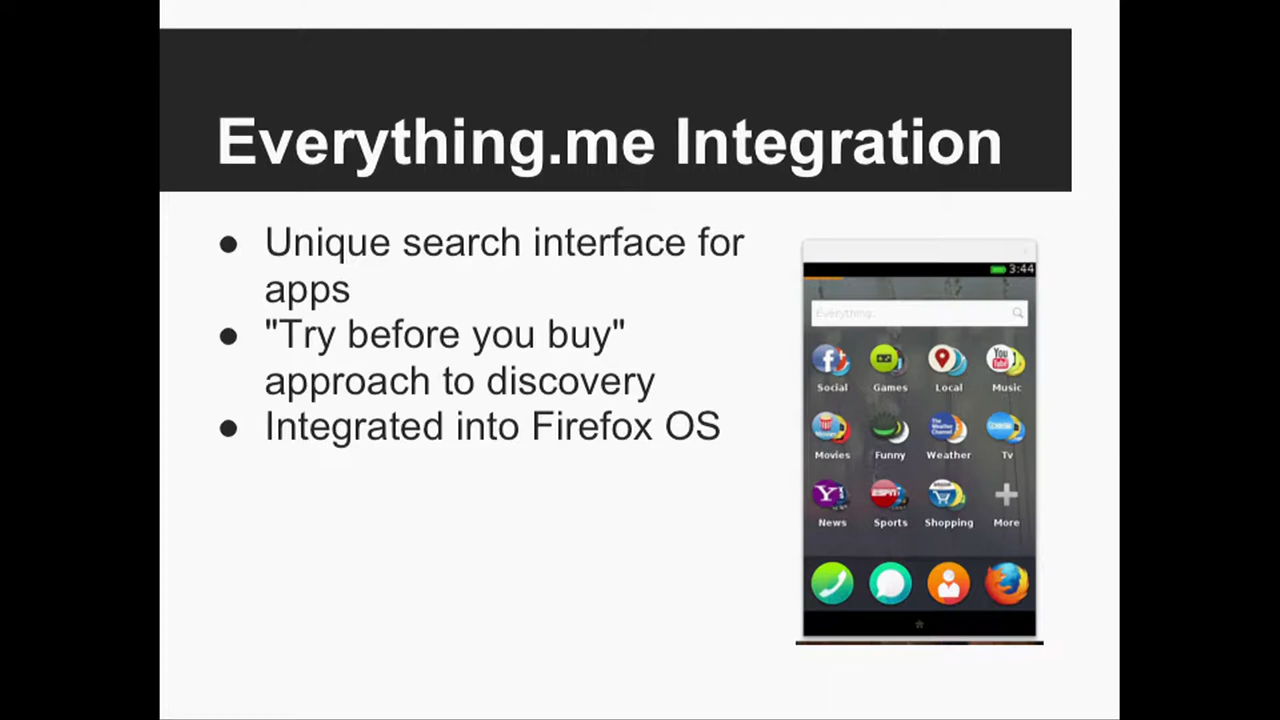 Everything.me Integration
● Unique search interface for
apps
● "Try before you buy"
approach to discovery
● Integrated into Firefox OS
3:44
Everything.
Social Games Local Music
Movies Funny Weather Tv
News Sports Shopping More